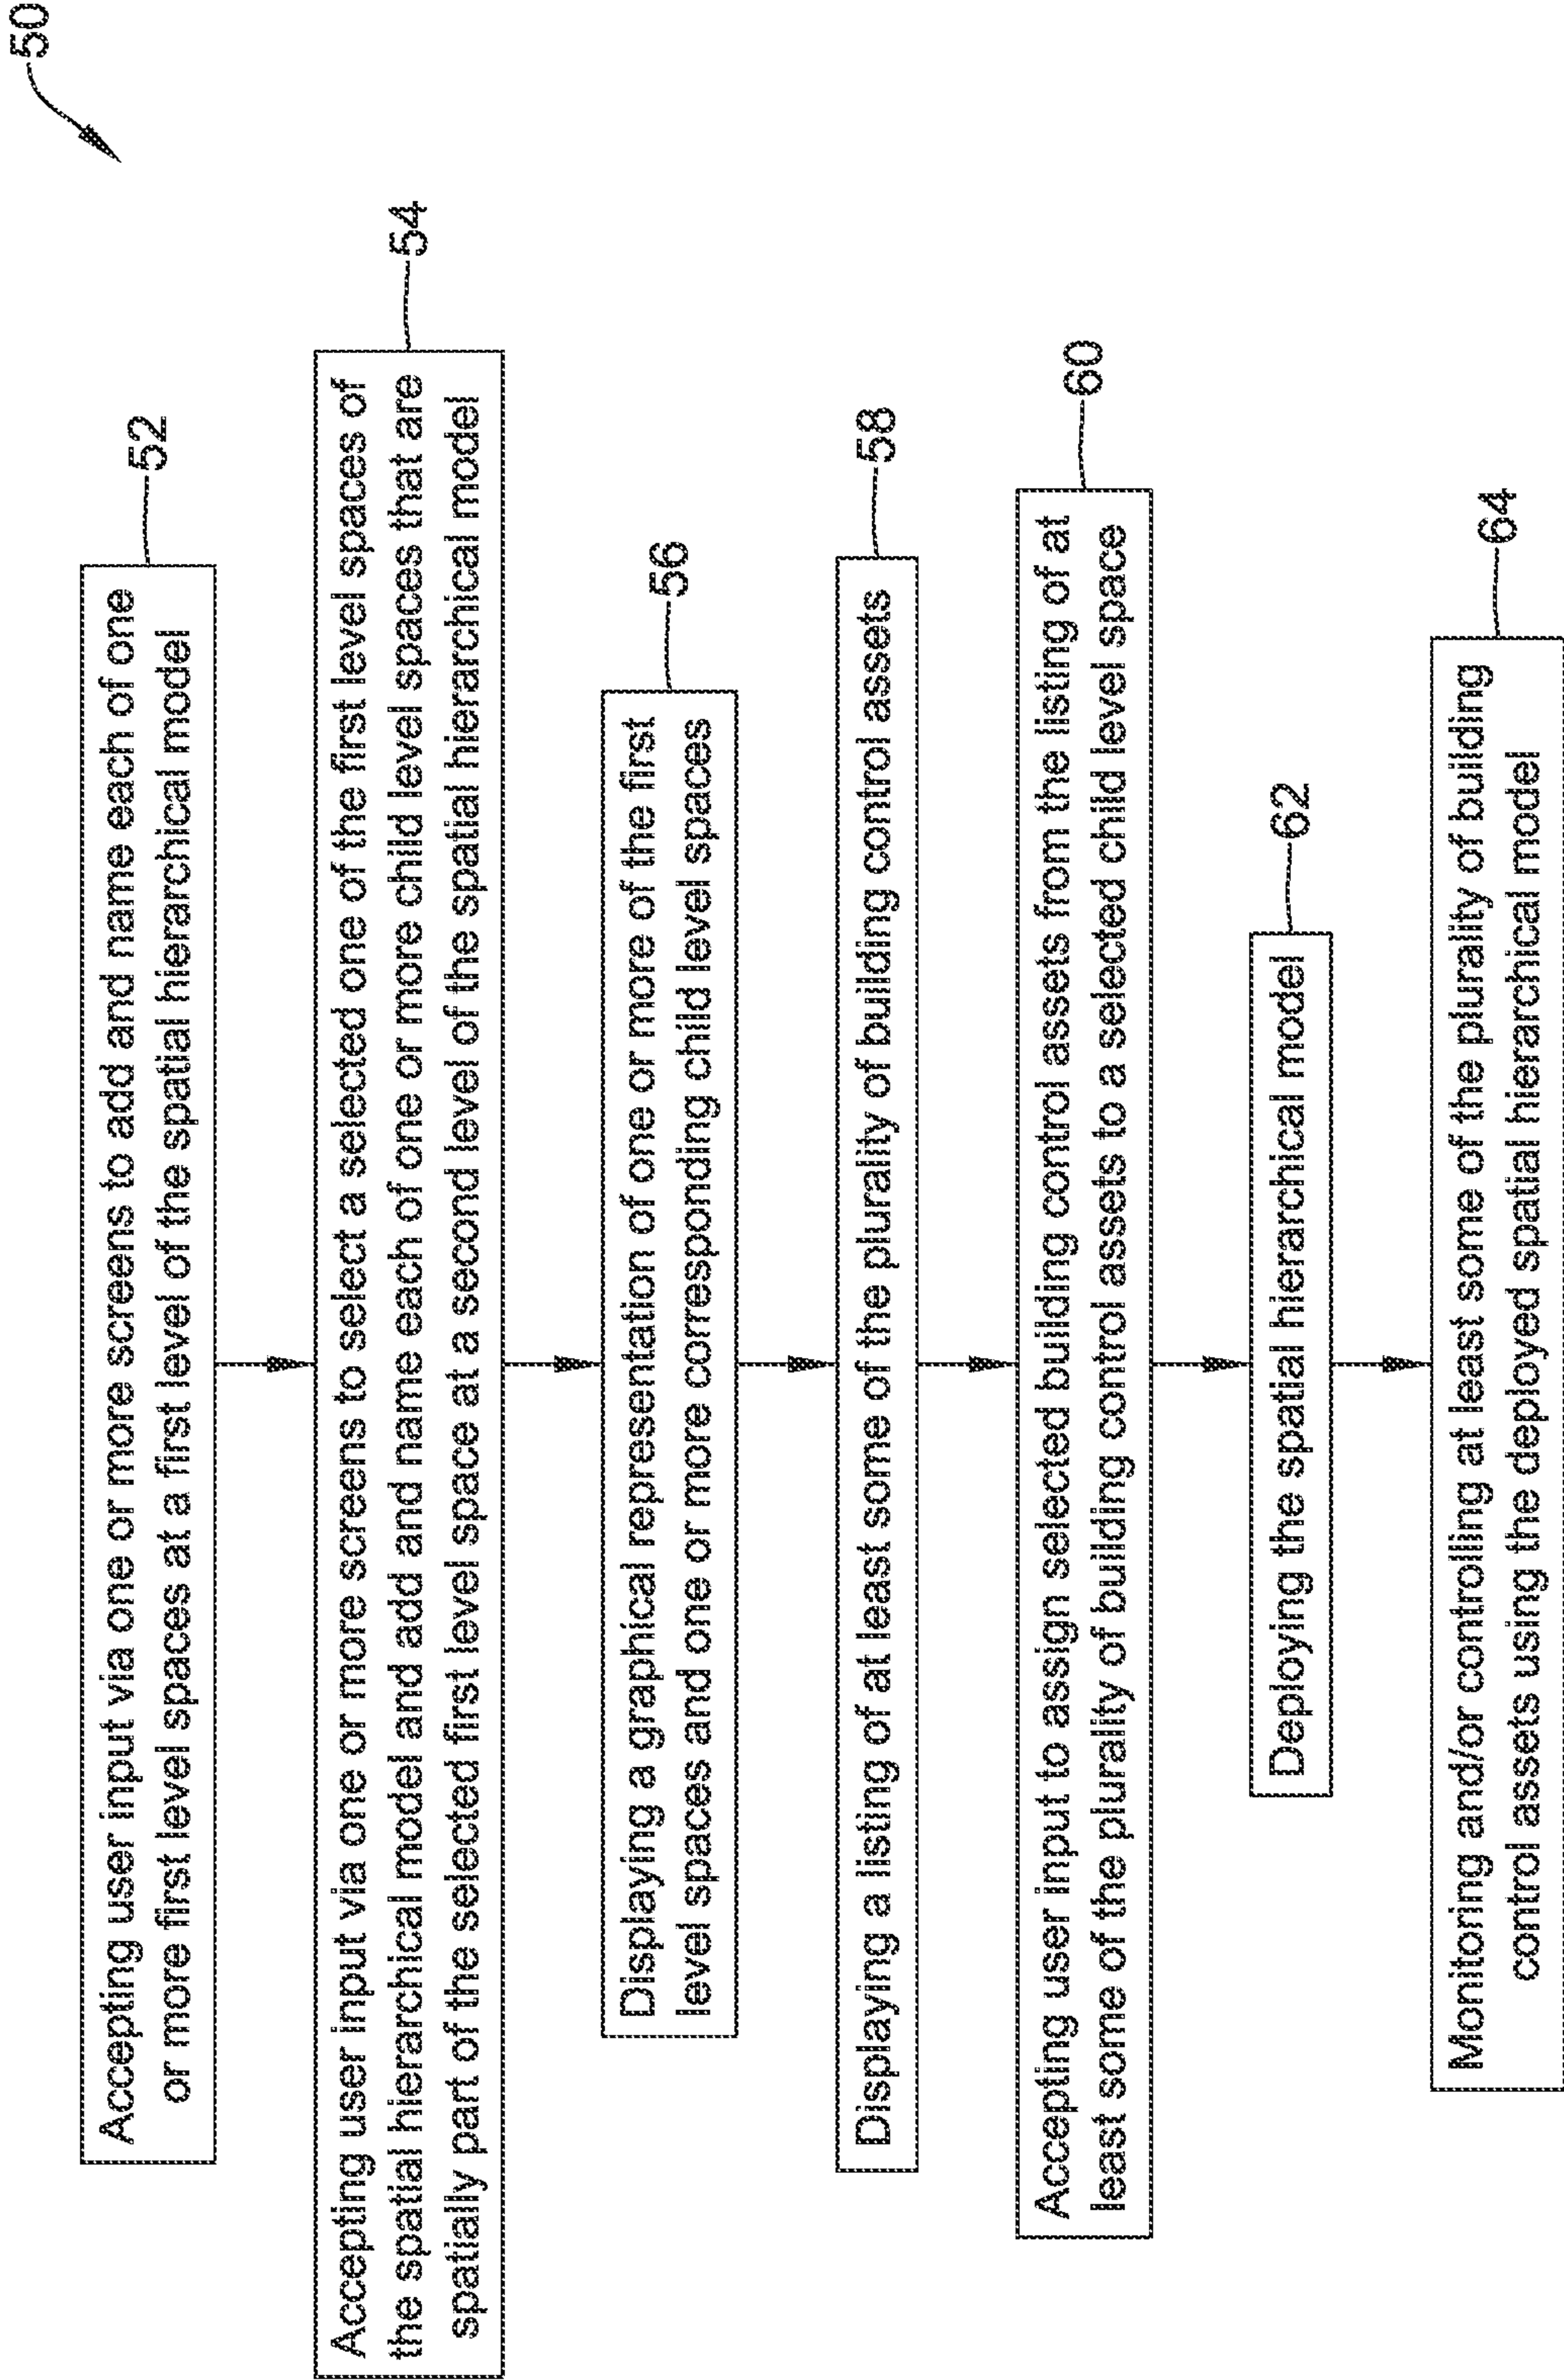 50
Accepting user input via one or more screens to add and name each of one
or more first level spaces at a first level of the spatial hierarchical model
52
Accepting user input via one or more screens to select a selected one of the first level spaces of
the spatial hierarchical model and add and name each of one or more child level spaces that are
spatially part of the selected first level space at a second level of the spatial hierarchical model
54
Displaying a graphical representation of one or more of the first
level spaces and one or more corresponding child level spaces
56
Displaying a listing of at least some of the plurality of building control assets
58
Accepting user input to assign selected building control assets from the listing of at
least some of the plurality of building control assets to a selected child level space
60
Deploying the spatial hierarchical model
62
Monitoring and/or controlling at least some of the plurality of building
control assets using the deployed spatial hierarchical model
64